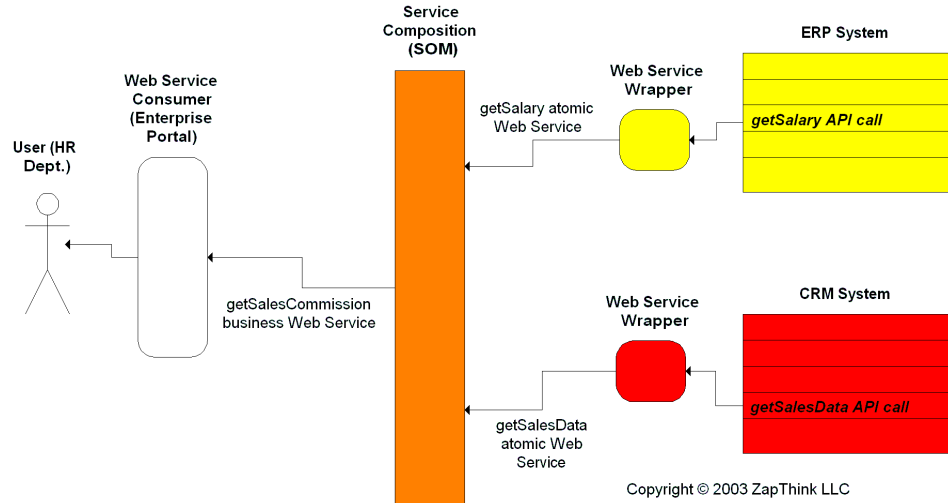 Service
Composition
(SOM)
ERP System
Web Service
Wrapper
Web Service
Consumer
(Enterprise
Portal)
getSalary atomic
Web Service
getSalary API call
User (HR
Dept.)
getSalesCommission
business Web Service
CRM System
Web Service
Wrapper
getSalesData API call
getSalesData
atomic Web
Service
Copyright © 2003 ZapThink LLC